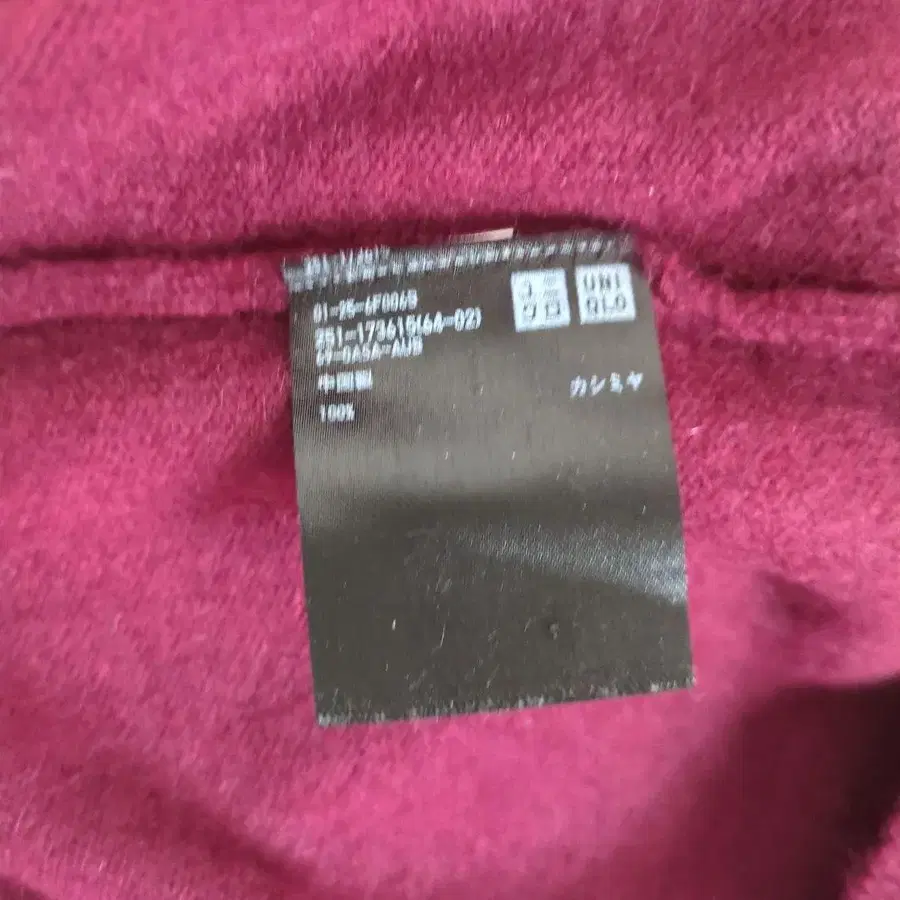 01-25-6F0065
ユニクロ
UNI
QLO
251-173615(64-02)
中国製
カシミヤ
100%